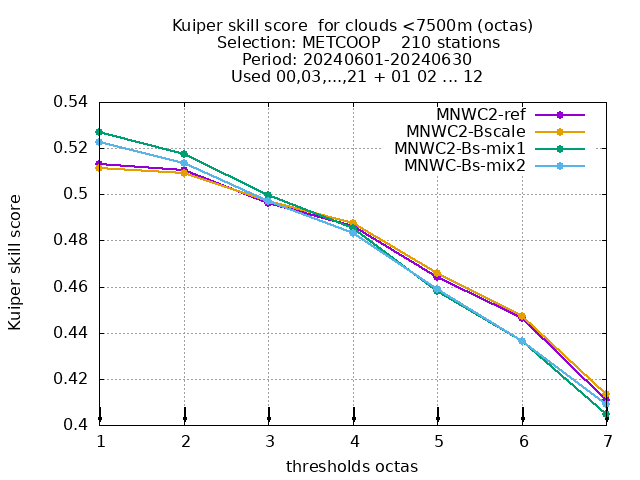 Kuiper skill score  for clouds <7500m (octas)
Selection: METCOOP    210 stations
Period: 20240601-20240630
Used 00,03,...,21 + 01 02 ... 12
MNWC2-ref
MNWC2-Bscale
MNWC2-Bs-mix1
MNWC-Bs-mix2
Kuiper skill score
0.54
0.52
0.5
0.48
0.46
0.44
0.42
0.4
1 2 3 4 5 6 7
thresholds octas